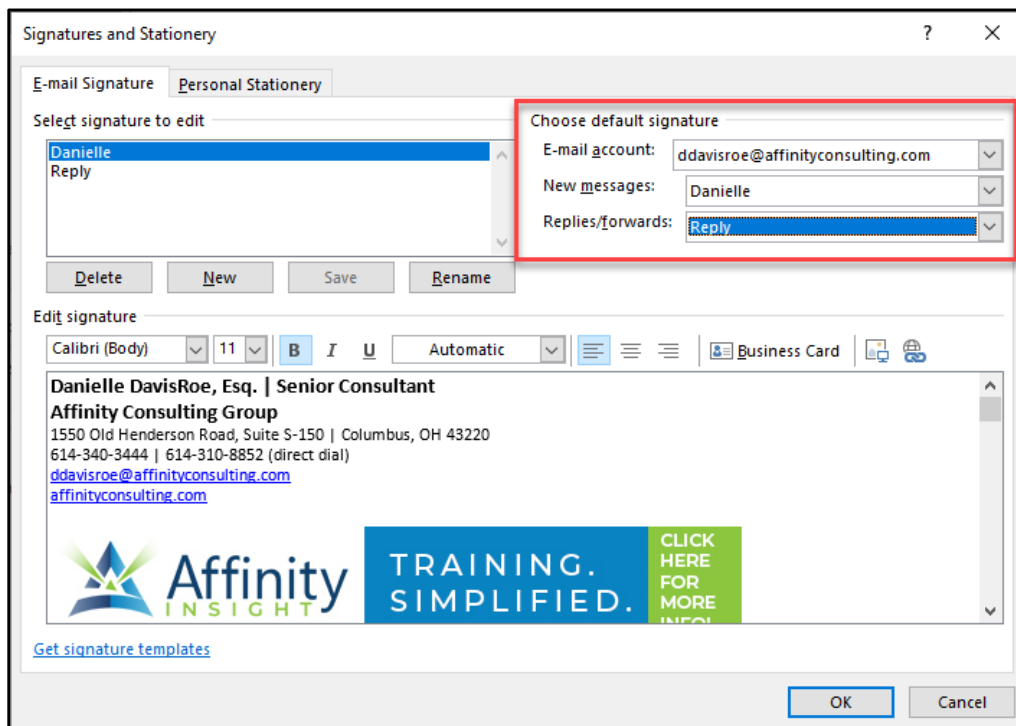 Signatures and Stationery ?
E-mail Signature Personal Stationery
Select signature to edit
Danielle
Reply
Delete New Save Rename
Choose default signature
E-mail account: ddavisroe@affinityconsulting.com
New messages: Danielle
Replies/forwards: Reply
Edit signature
Calibri (Body) 11 B I U Automatic Business Card
Danielle DavisRoe, Esq. | Senior Consultant
Affinity Consulting Group
1550 Old Henderson Road, Suite S-150 | Columbus, OH 43220
614-340-3444 | 614-310-8852 (direct dial)
ddavisroe@affinityconsulting.com
affinityconsulting.com
Affinity
INSIGHT
TRAINING.
SIMPLIFIED.
CLICK
HERE
FOR
MORE
INFO!
Get signature templates
OK Cancel